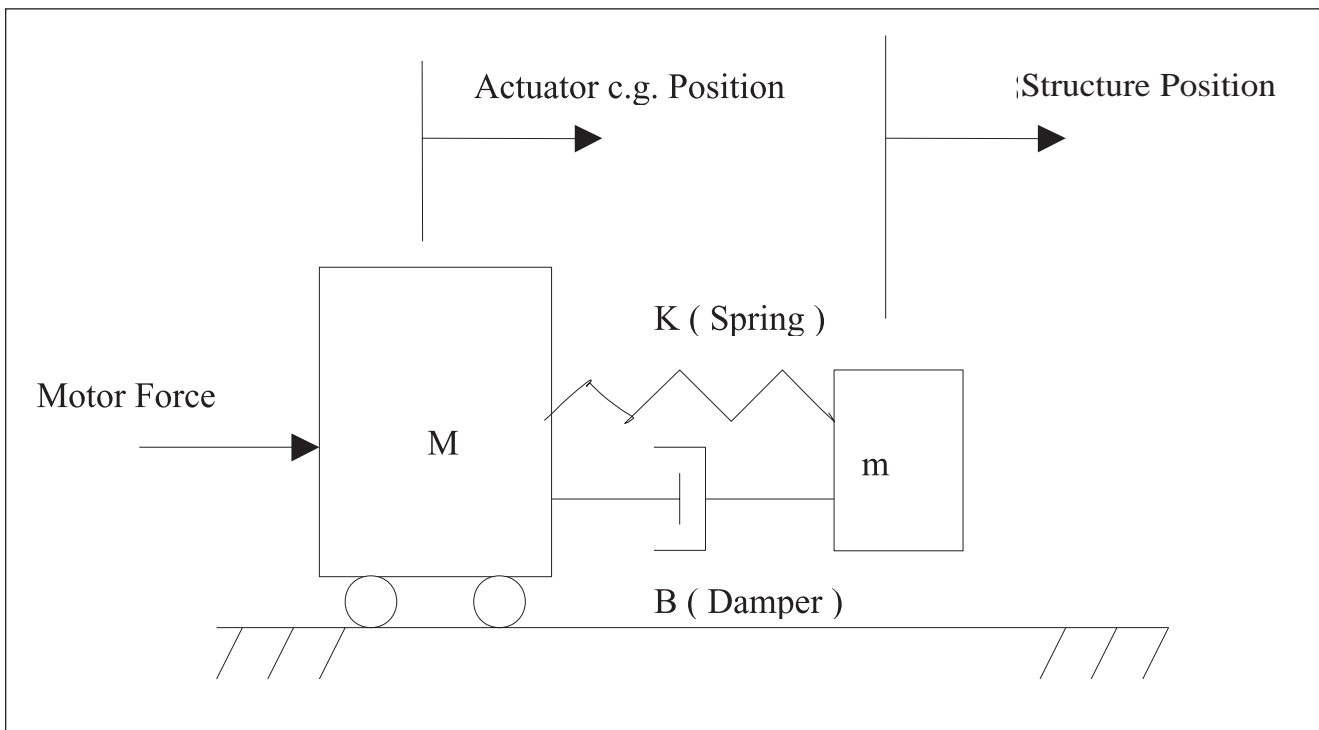 Actuator c.g. Position
Structure Position
K ( Spring )
Motor Force
M
m
B ( Damper )